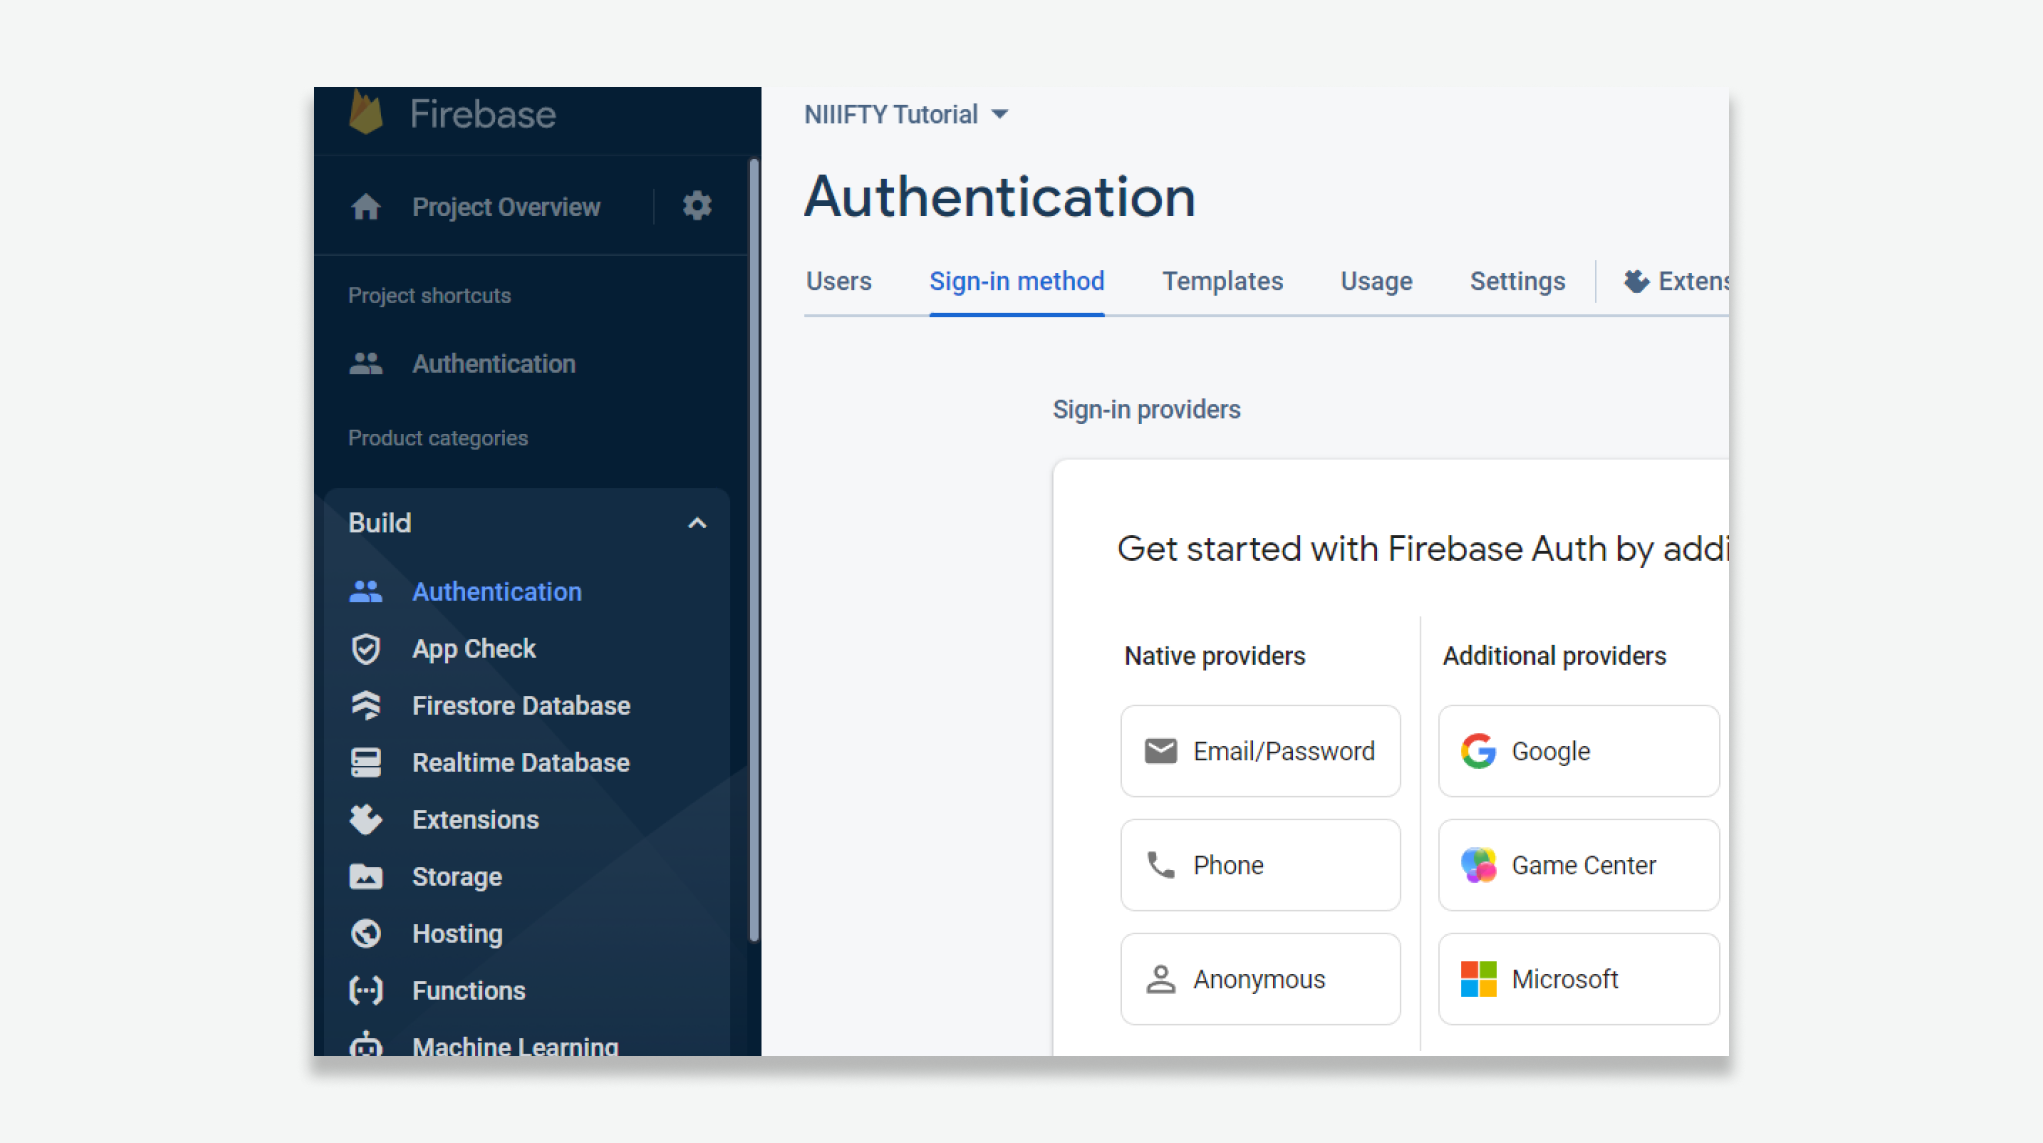 Firebase
Project Overview
Project shortcuts
Authentication
Product categories
Build
Authentication
App Check
Firestore Database
Realtime Database
Extensions
Storage
Hosting
Functions
Machine Learning
NIIIFTY Tutorial
Authentication
Users Sign-in method Templates Usage Settings Extens
Sign-in providers
Get started with Firebase Auth by addi
Native providers Additional providers
Email/Password Google
Phone Game Center
Anonymous Microsoft